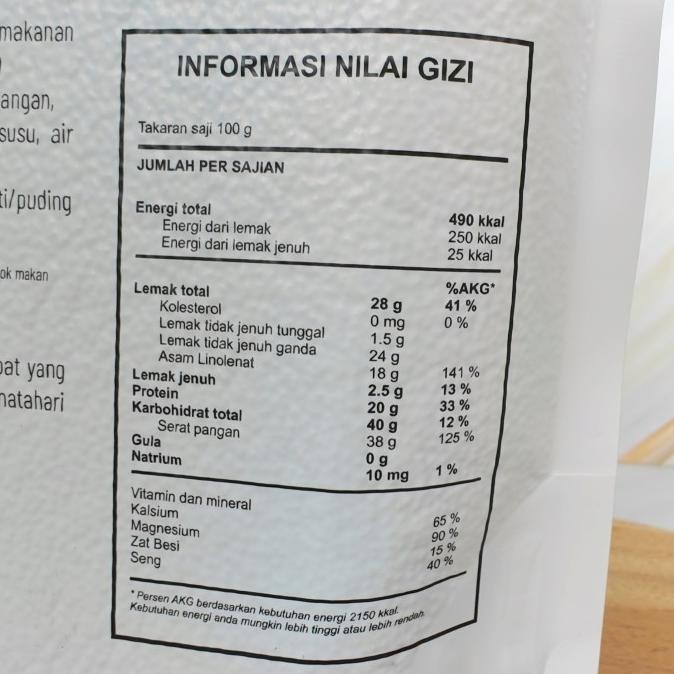 makanan
angan,
susu, air
ti/puding
ok makan
pat yang
matahari
INFORMASI NILAI GIZI
Takaran saji 100 g
JUMLAH PER SAJIAN
Energi total 490 kkal
Energi dari lemak 250 kkal
Energi dari lemak jenuh 25 kkal
%AKG*
Lemak total 28 g 41 %
Kolesterol 0 mg 0 %
Lemak tidak jenuh tunggal 1.5 g
Lemak tidak jenuh ganda 24 g
Asam Linolenat 18 g 141 %
Lemak jenuh 2.5 g 13 %
Protein 20 g 33 %
Karbohidrat total 40 g 12 %
Serat pangan 38 g 125 %
Gula 0 g
Natrium 10 mg 1 %
Vitamin dan mineral
Kalsium 65 %
Magnesium 90 %
Zat Besi 15 %
Seng 40 %
* Persen AKG berdasarkan kebutuhan energi 2150 kkal.
Kebutuhan energi anda mungkin lebih tinggi atau lebih rendah.